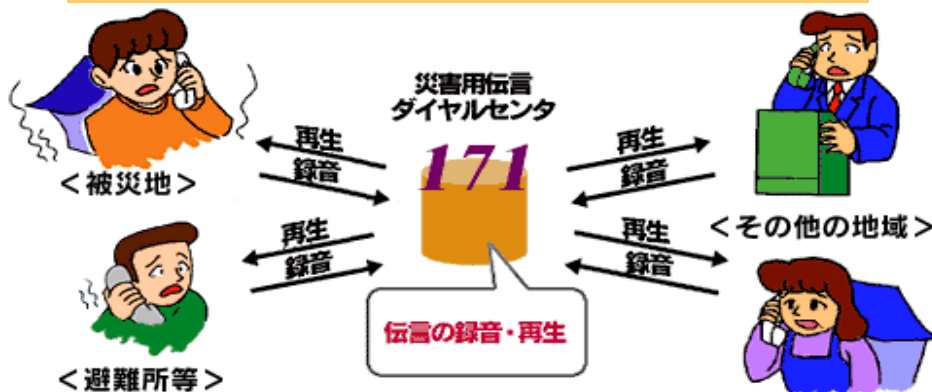 災害用伝言
ダイヤルセンタ
171
再生
録音
<被災地>
再生
録音
<避難所等>
再生
録音
<その他の地域>
再生
録音
伝言の録音・再生